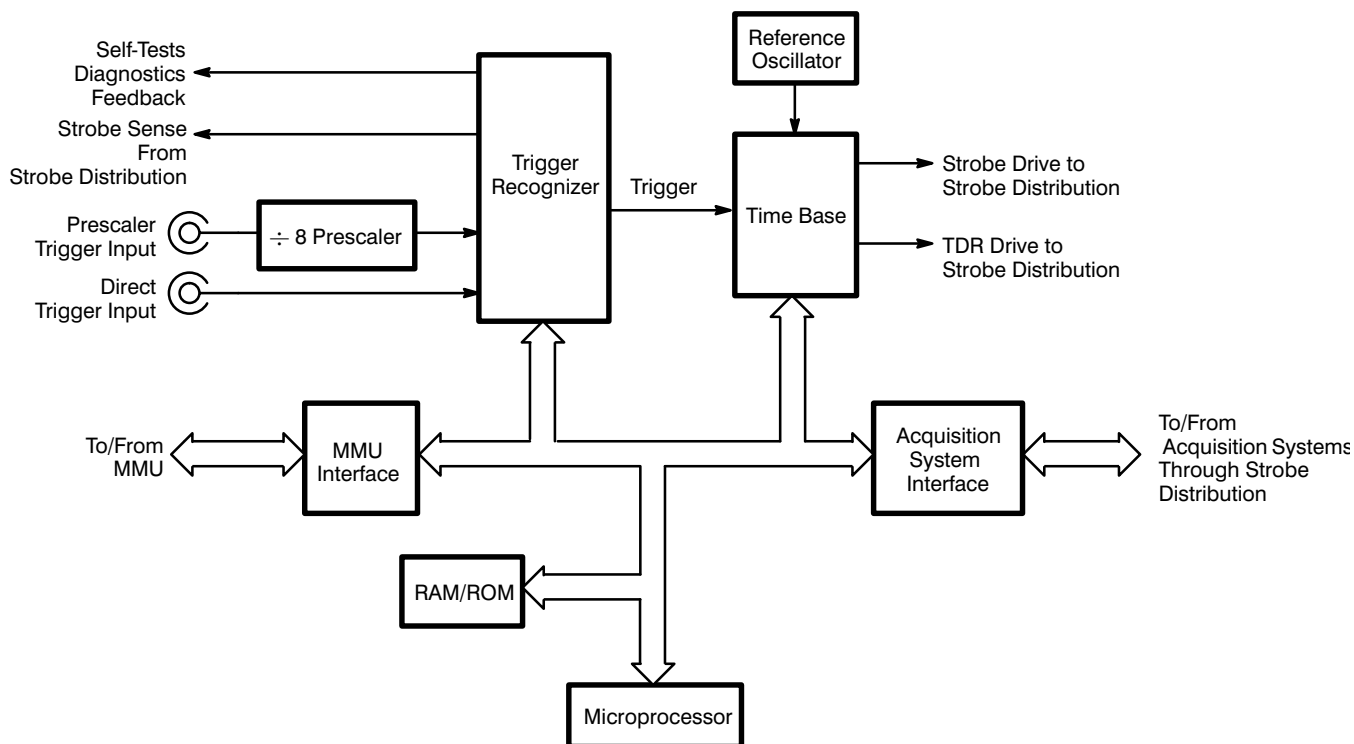 Self-Tests
Diagnostics
Feedback
Strobe Sense
From
Strobe Distribution
Prescaler
Trigger Input
÷ 8 Prescaler
Direct
Trigger Input
Trigger
Recognizer
Trigger
Reference
Oscillator
Time Base
Strobe Drive to
Strobe Distribution
TDR Drive to
Strobe Distribution
To/From
MMU
MMU
Interface
Acquisition
System
Interface
To/From
Acquisition Systems
Through Strobe
Distribution
RAM/ROM
Microprocessor